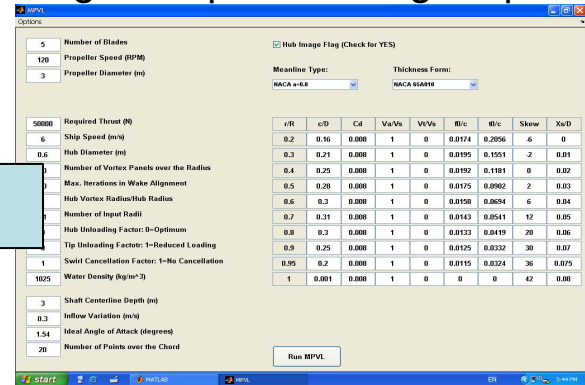 MPVL
Options
5 Number of Blades
120 Propeller Speed (RPM)
3 Propeller Diameter (m)
Hub Image Flag (Check for YES)
Meanline Type: Thickness Form:
NACA a=0.8 NACA 65A010
50000 Required Thrust (N)
6 Ship Speed (m/s)
0.6 Hub Diameter (m)
Number of Vortex Panels over the Radius
Max. Iterations in Wake Alignment
Hub Vortex Radius/Hub Radius
Number of Input Radii
Hub Unloading Factor: 0=Optimum
Tip Unloading Factotr: 1=Reduced Loading
1 Swirl Cancellation Factor: 1=No Cancellation
1025 Water Density (kg/m^3)
3 Shaft Centerline Depth (m)
0.3 Inflow Variation (m/s)
1.54 Ideal Angle of Attack (degrees)
20 Number of Points over the Chord
r/R c/D Cd Va/Vs Vt/Vs f0/c t0/c Skew Xs/D
0.2 0.16 0.008 1 0 0.0174 0.2056 -6 0
0.3 0.21 0.008 1 0 0.0195 0.1551 -2 0.01
0.4 0.25 0.008 1 0 0.0192 0.1181 0 0.02
0.5 0.28 0.008 1 0 0.0175 0.0902 2 0.03
0.6 0.3 0.008 1 0 0.0158 0.0694 6 0.04
0.7 0.31 0.008 1 0 0.0143 0.0541 12 0.05
0.8 0.3 0.008 1 0 0.0133 0.0419 20 0.06
0.9 0.25 0.008 1 0 0.0125 0.0332 30 0.07
0.95 0.2 0.008 1 0 0.0115 0.0324 36 0.075
1 0.001 0.008 1 0 0 0 42 0.08
Run MPVL
start MATLAB MPVL EN 3:44 PM